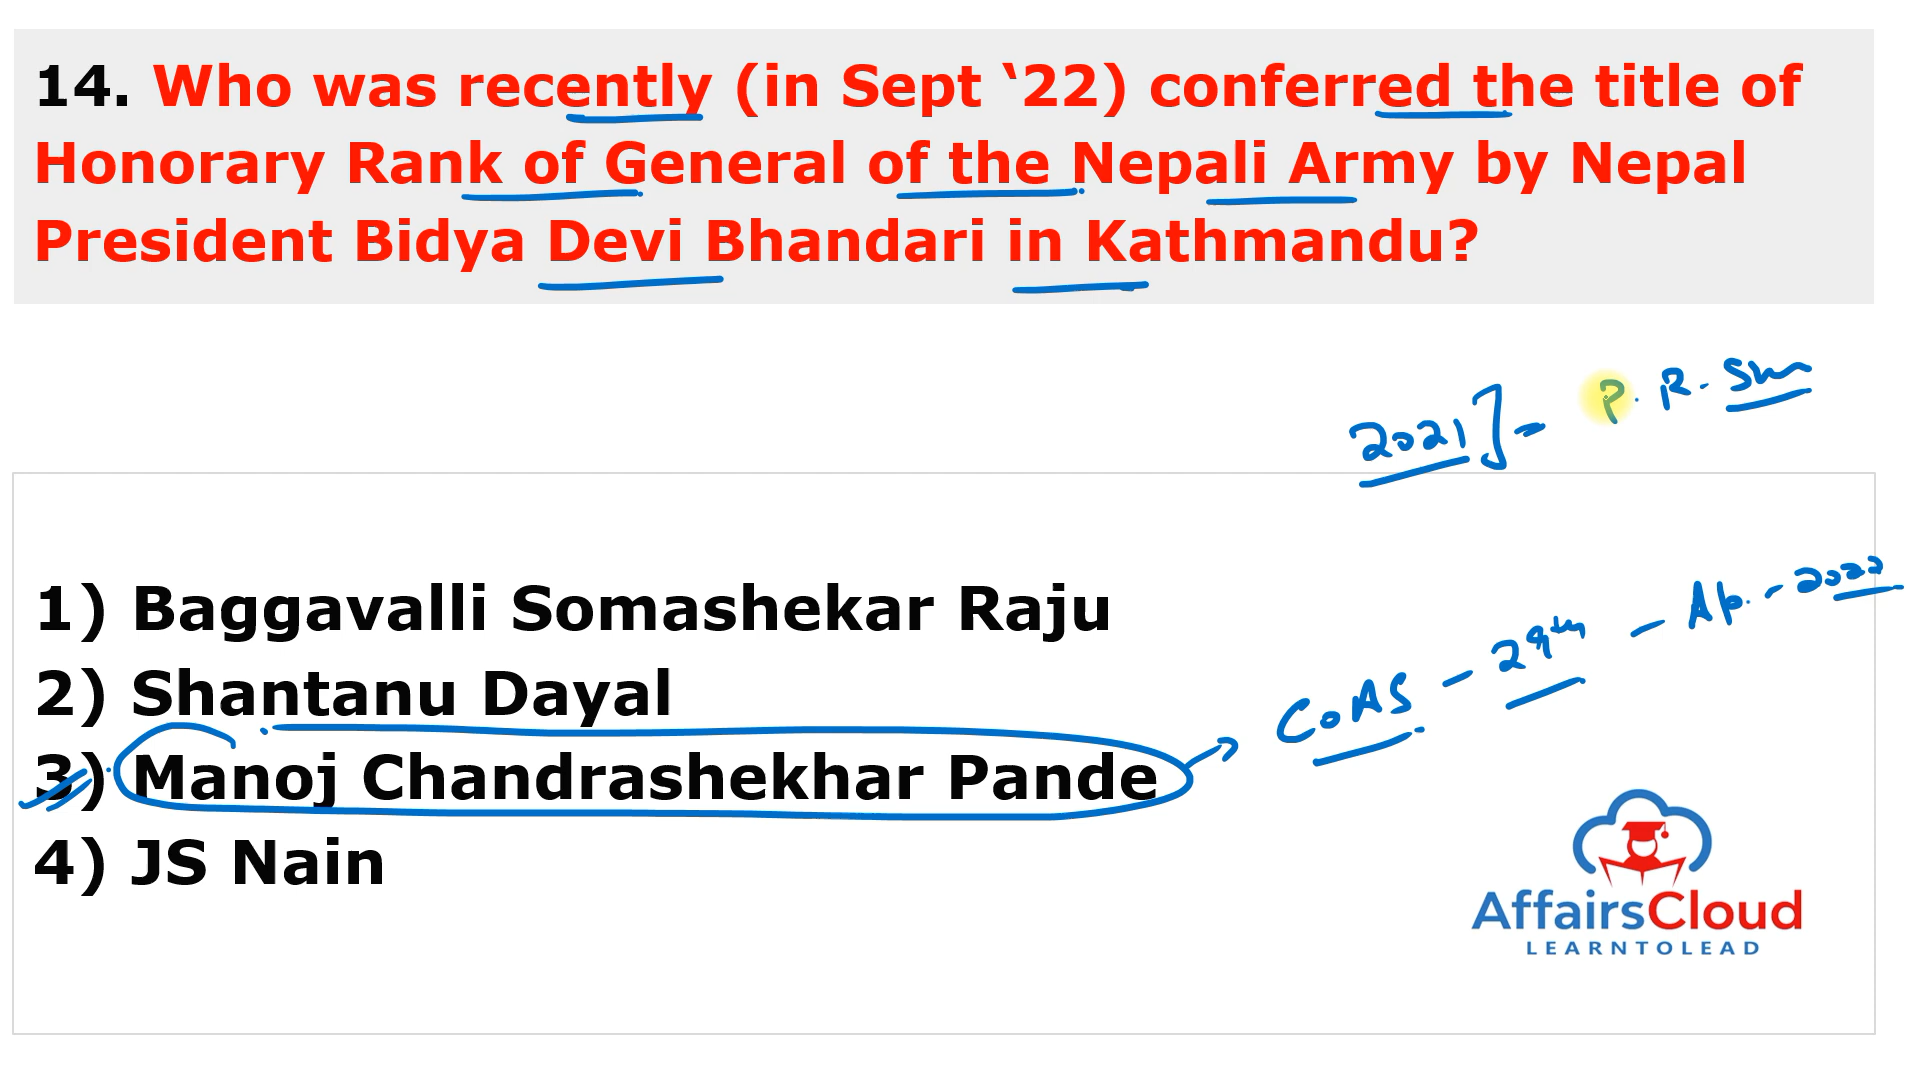 14. Who was recently (in Sept ‘22) conferred the title of
Honorary Rank of General of the Nepali Army by Nepal
President Bidya Devi Bhandari in Kathmandu?
2021] - P. R. Sh
1) Baggavalli Somashekar Raju
2) Shantanu Dayal
3) Manoj Chandrashekhar Pande
4) JS Nain
→ COAS - 29th - Ap. - 2022
AffairsCloud
LEARNTOLEAD